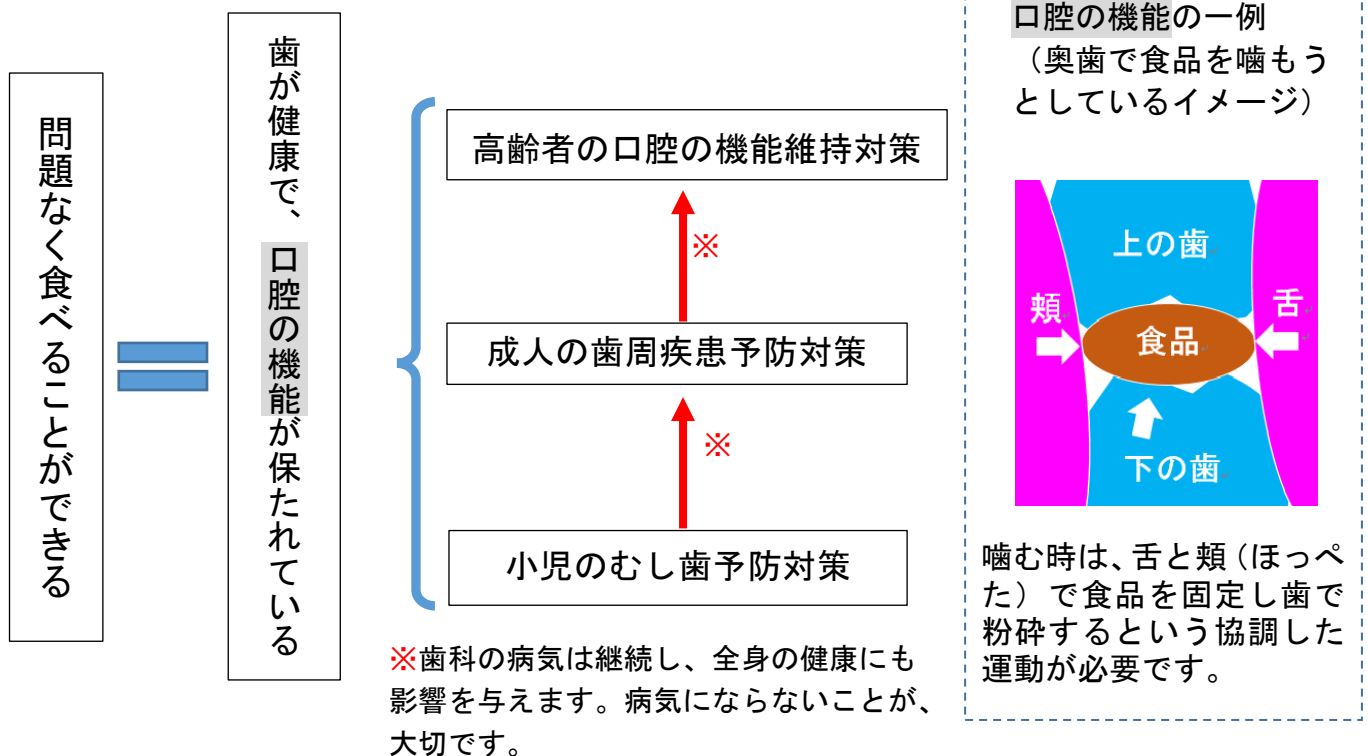 問題なく食べることができる
歯が健康で、口腔の機能が保たれている
高齢者の口腔の機能維持対策
※
成人の歯周疾患予防対策
※
小児のむし歯予防対策
※歯科の病気は継続し、全身の健康にも
影響を与えます。病気にならないことが、
大切です。
口腔の機能の一例
（奥歯で食品を噛もう
としているイメージ）
上の歯
頬
舌
食品
下の歯
噛む時は、舌と頬（ほっぺ
た）で食品を固定し歯で
粉砕するという協調した
運動が必要です。